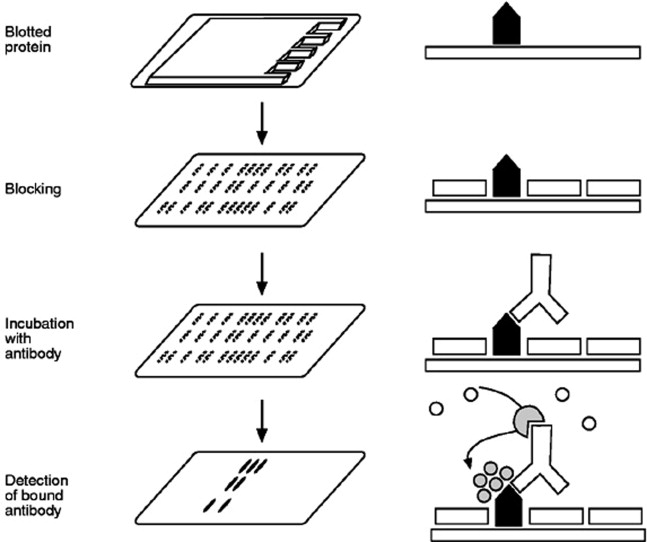 Blotted
protein
Blocking
Incubation
with
antibody
Detection
of bound
antibody